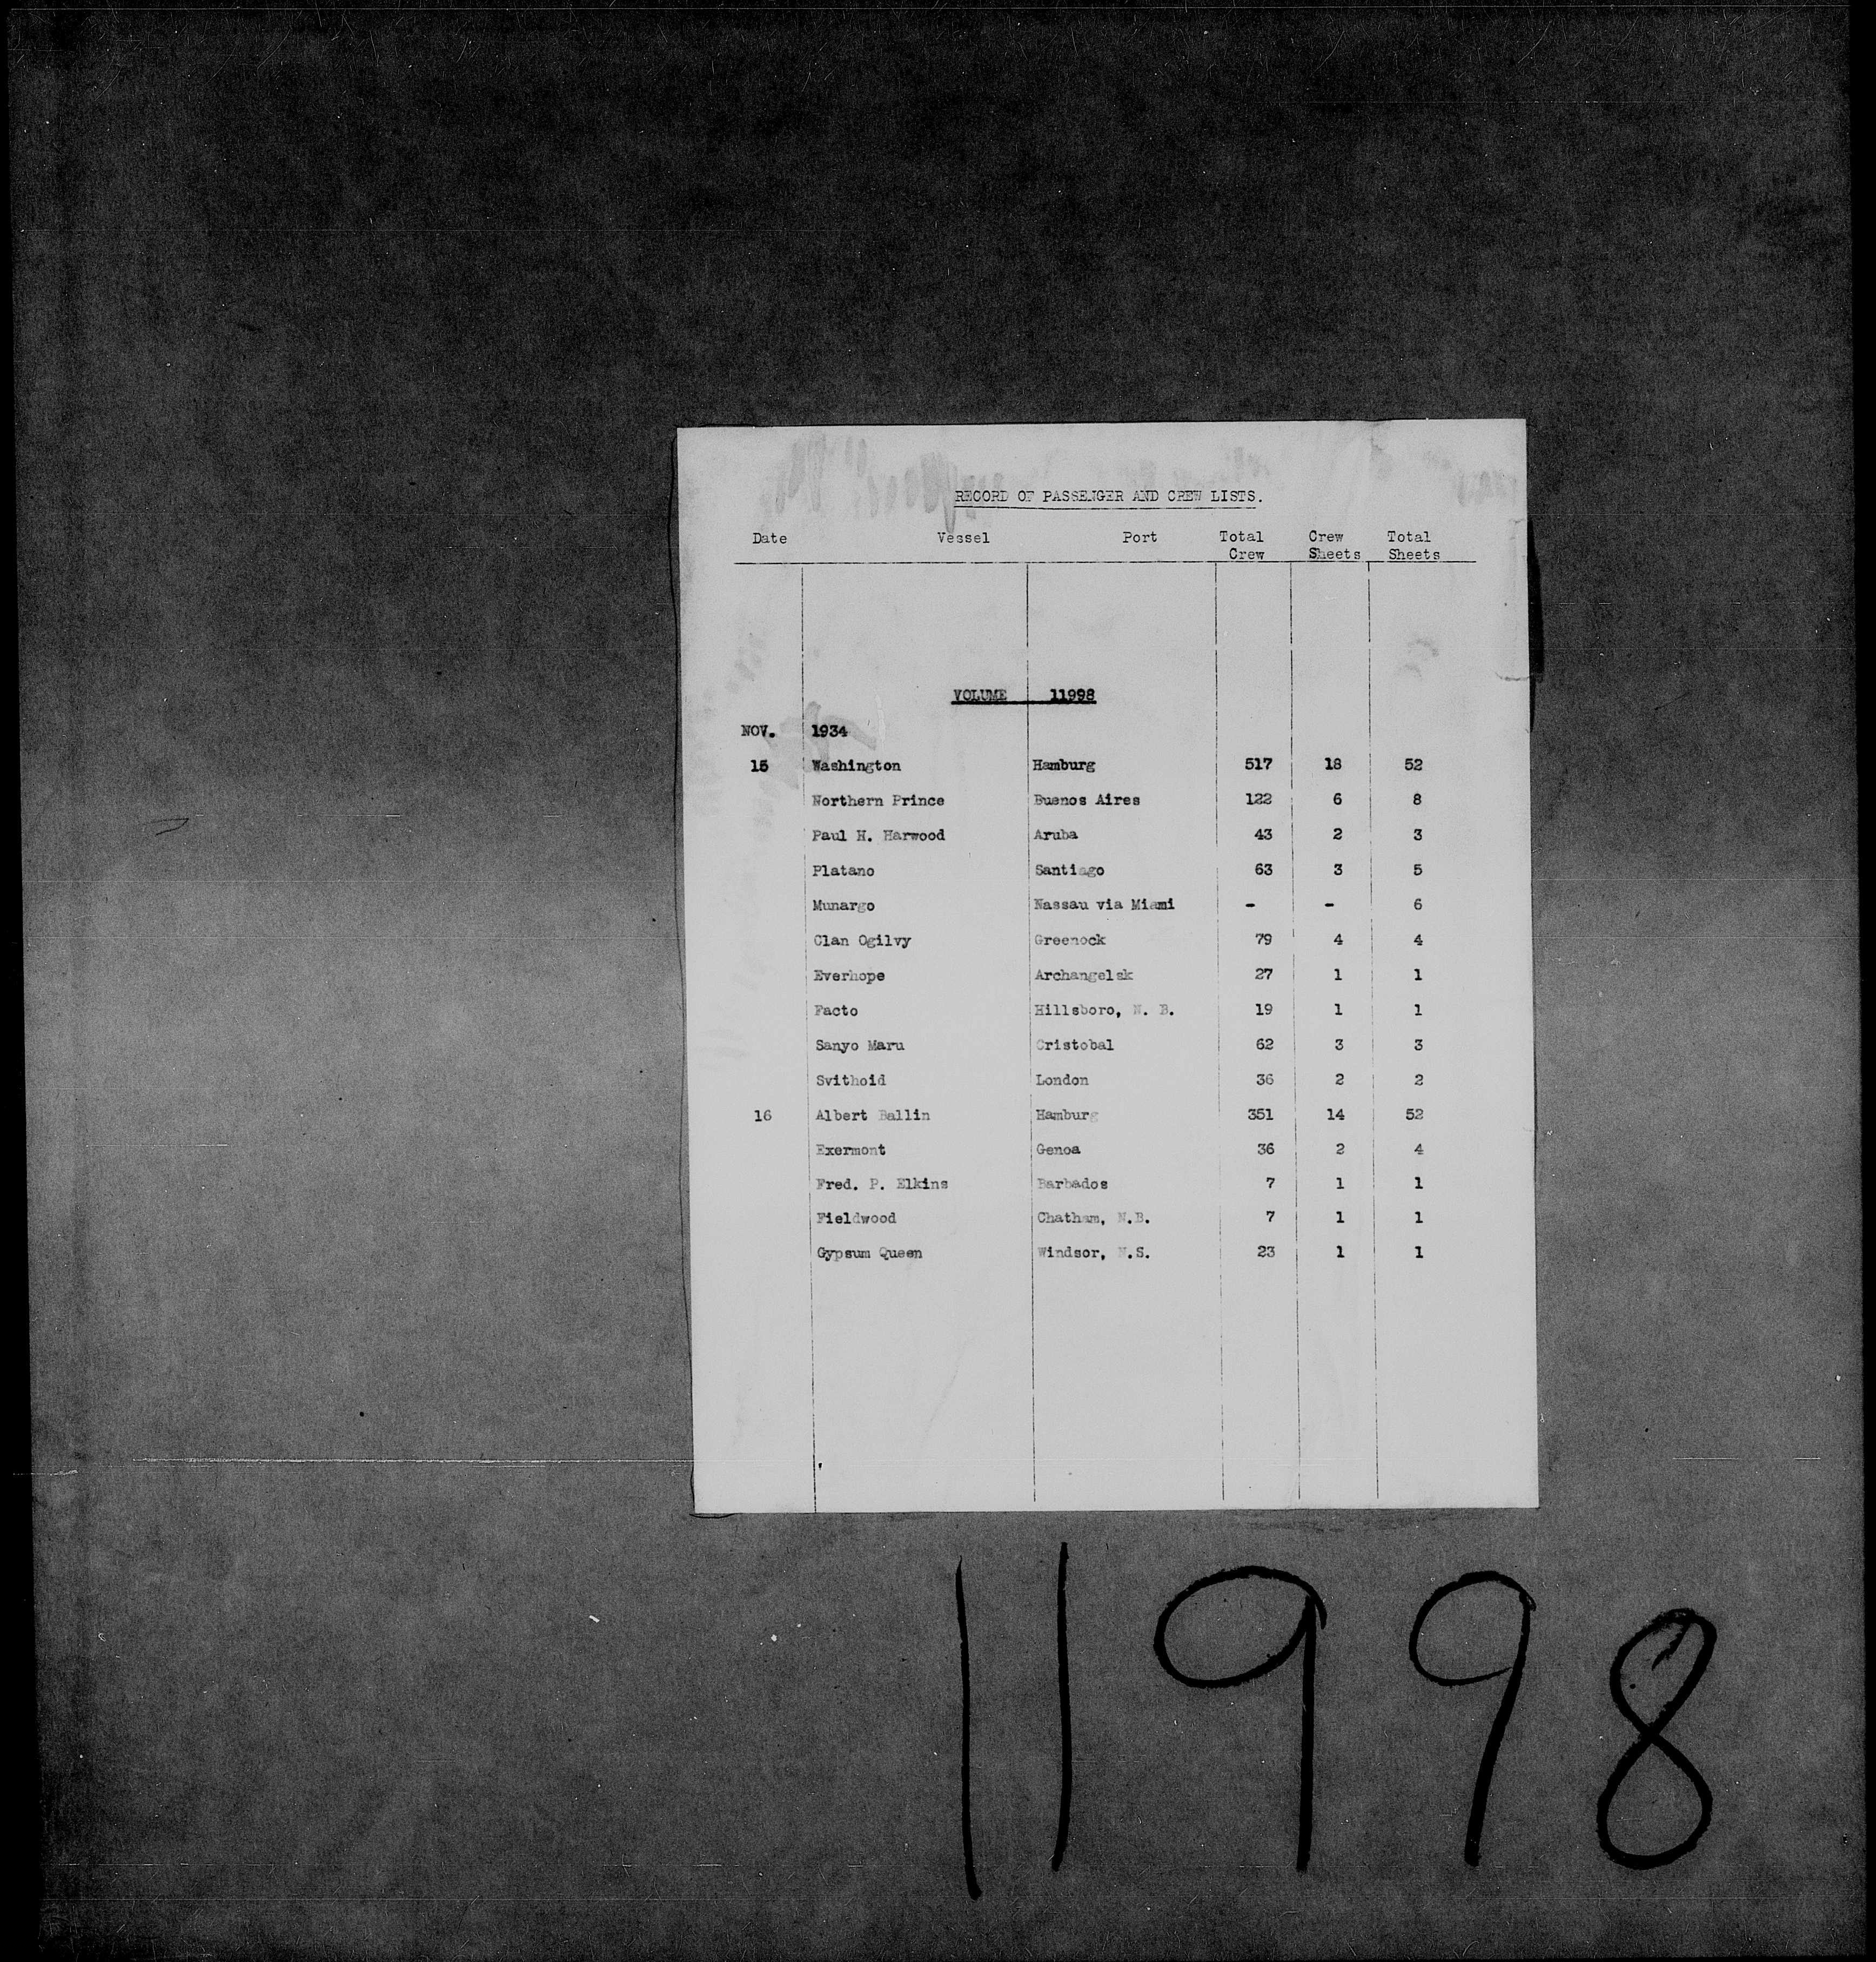 RECORD OF PASSENGER AND CREW LISTS.
Date Vessel Port Total Crew Crew Sheets Total Sheets
VOLUME 11998
NOV. 1934
15 Washington Hamburg 517 18 52
Northern Prince Buenos Aires 122 6 8
Paul H. Harwood Aruba 43 2 3
Platano Santiago 63 3 5
Munargo Nassau via Miami - - 6
Clan Ogilvy Greenock 79 4 4
Everhope Archangelsk 27 1 1
Facto Hillsboro, N. B. 19 1 1
Sanyo Maru Cristobal 62 3 3
Svithoid London 36 2 2
16 Albert Ballin Hamburg 351 14 52
Exermont Genoa 36 2 4
Fred. P. Elkins Barbados 7 1 1
Fieldwood Chatham, N.B. 7 1 1
Gypsum Queen Windsor, N.S. 23 1 1
11998